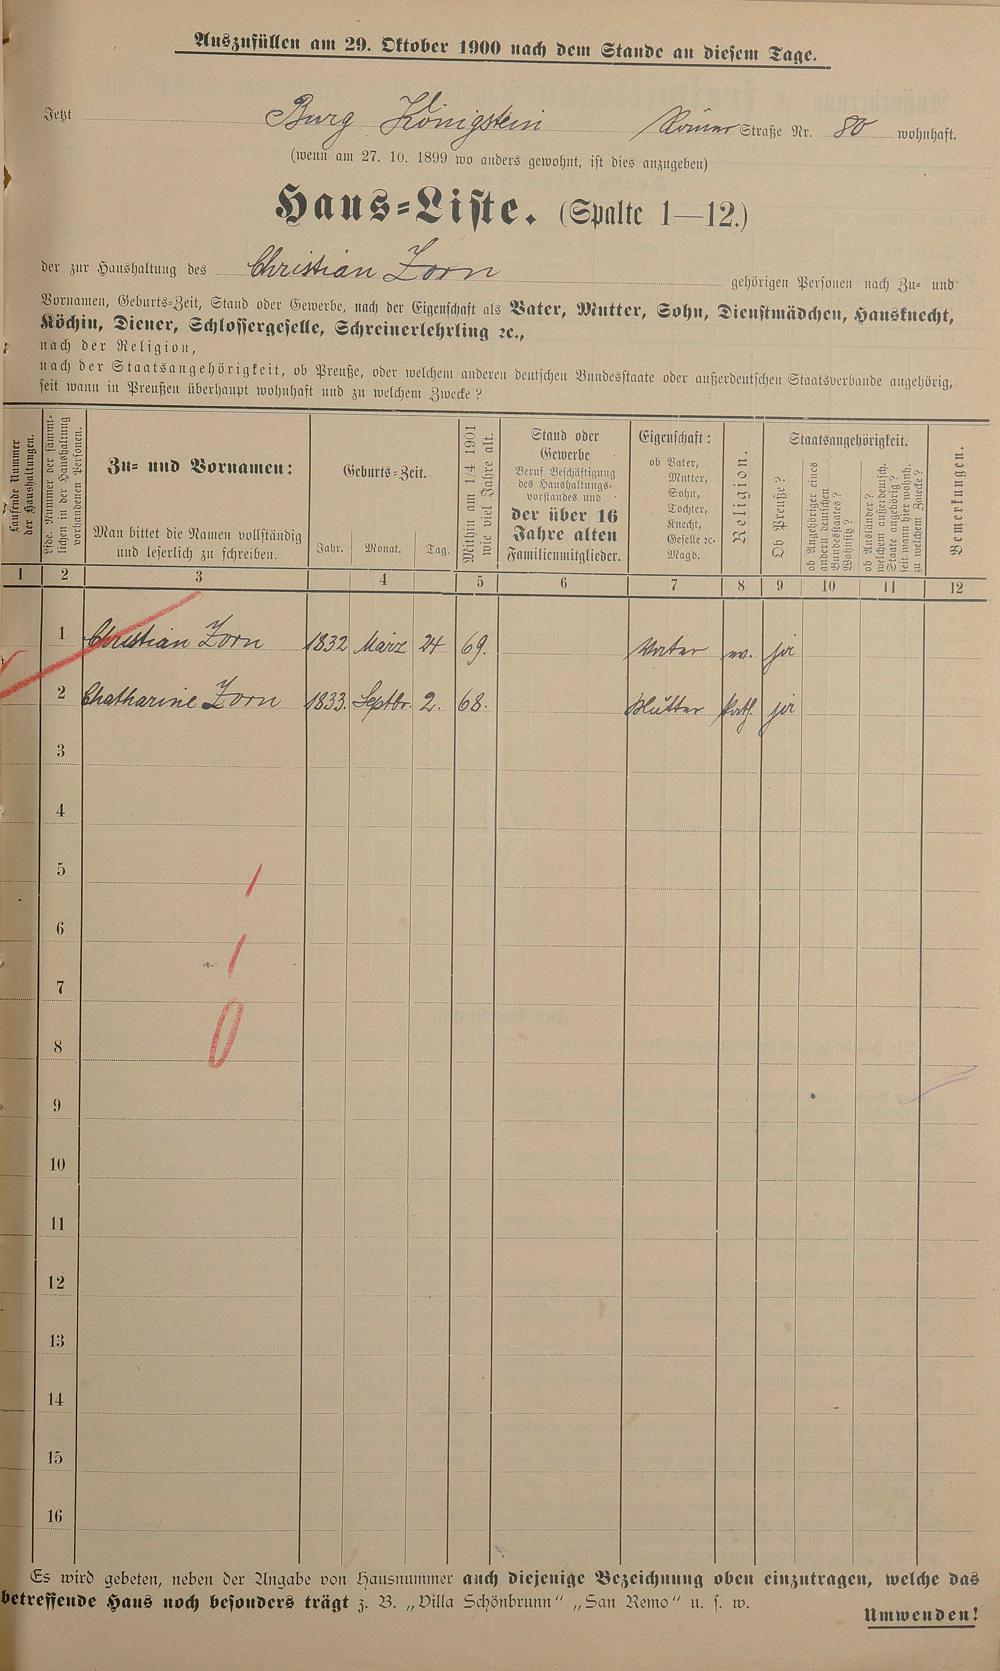 Auszufüllen am 29. Oktober 1900 nach dem Stande an diesem Tage.
Jetzt Burg Königstein Straße Nr. 80 wohnhaft.
(wenn am 27. 10. 1899 wo anders gewohnt, ist dies anzugeben)
Haus-Liste. (Spalte 1—12.)
der zur Haushaltung des Christian Zorn gehörigen Personen nach Zu- und
Vornamen, Geburts-Zeit, Stand oder Gewerbe, nach der Eigenschaft als Vater, Mutter, Sohn, Dienstmädchen, Hausknecht,
Köchin, Diener, Schlossergeselle, Schreinerlehrling ꝛc.,
nach der Religion,
nach der Staatsangehörigkeit, ob Preuße, oder welchem anderen deutschen Bundesstaate oder außerdeutschen Staatsverbande angehörig,
seit wann in Preußen überhaupt wohnhaft und zu welchem Zwecke?
Laufende Nummer
der Haushaltungen.
Lfde. Nummer der sämmt-
lichen in der Haushaltung
vorhandenen Personen.
Zu- und Vornamen:
Man bittet die Namen vollständig
und leserlich zu schreiben.
Geburts-Zeit.
Jahr. Monat. Tag.
Mithin am 1/4 1901
wie viel Jahre alt.
Stand oder
Gewerbe
Beruf Beschäftigung
des Haushaltungs-
vorstandes und
der über 16
Jahre alten
Familienmitglieder.
Eigenschaft:
ob Vater,
Mutter,
Sohn,
Tochter,
Knecht,
Geselle ꝛc.
Magd.
Religion.
Staatsangehörigkeit.
Ob Preuße?
ob Angehöriger eines
andern deutschen
Bundesstaates?
Wohnsitz?
ob Ausländer?
welchem außerdeutsch.
Staate angehörig?
seit wann hier wohnh.
zu welchem Zwecke?
Bemerkungen.
1 2 3 4 5 6 7 8 9 10 11 12
1 Christian Zorn 1832 März 24 69. Vater ev. ja
2 Chatharine Zorn 1833. Septbr. 2. 68. Mutter kath. ja
3
4
5
6
7
8
9
10
11
12
13
14
15
16
Es wird gebeten, neben der Angabe von Hausnummer auch diejenige Bezeichnung oben einzutragen, welche das
betreffende Haus noch besonders trägt z. B. „Villa Schönbrunn“ „San Remo“ u. s. w.
Umwenden!